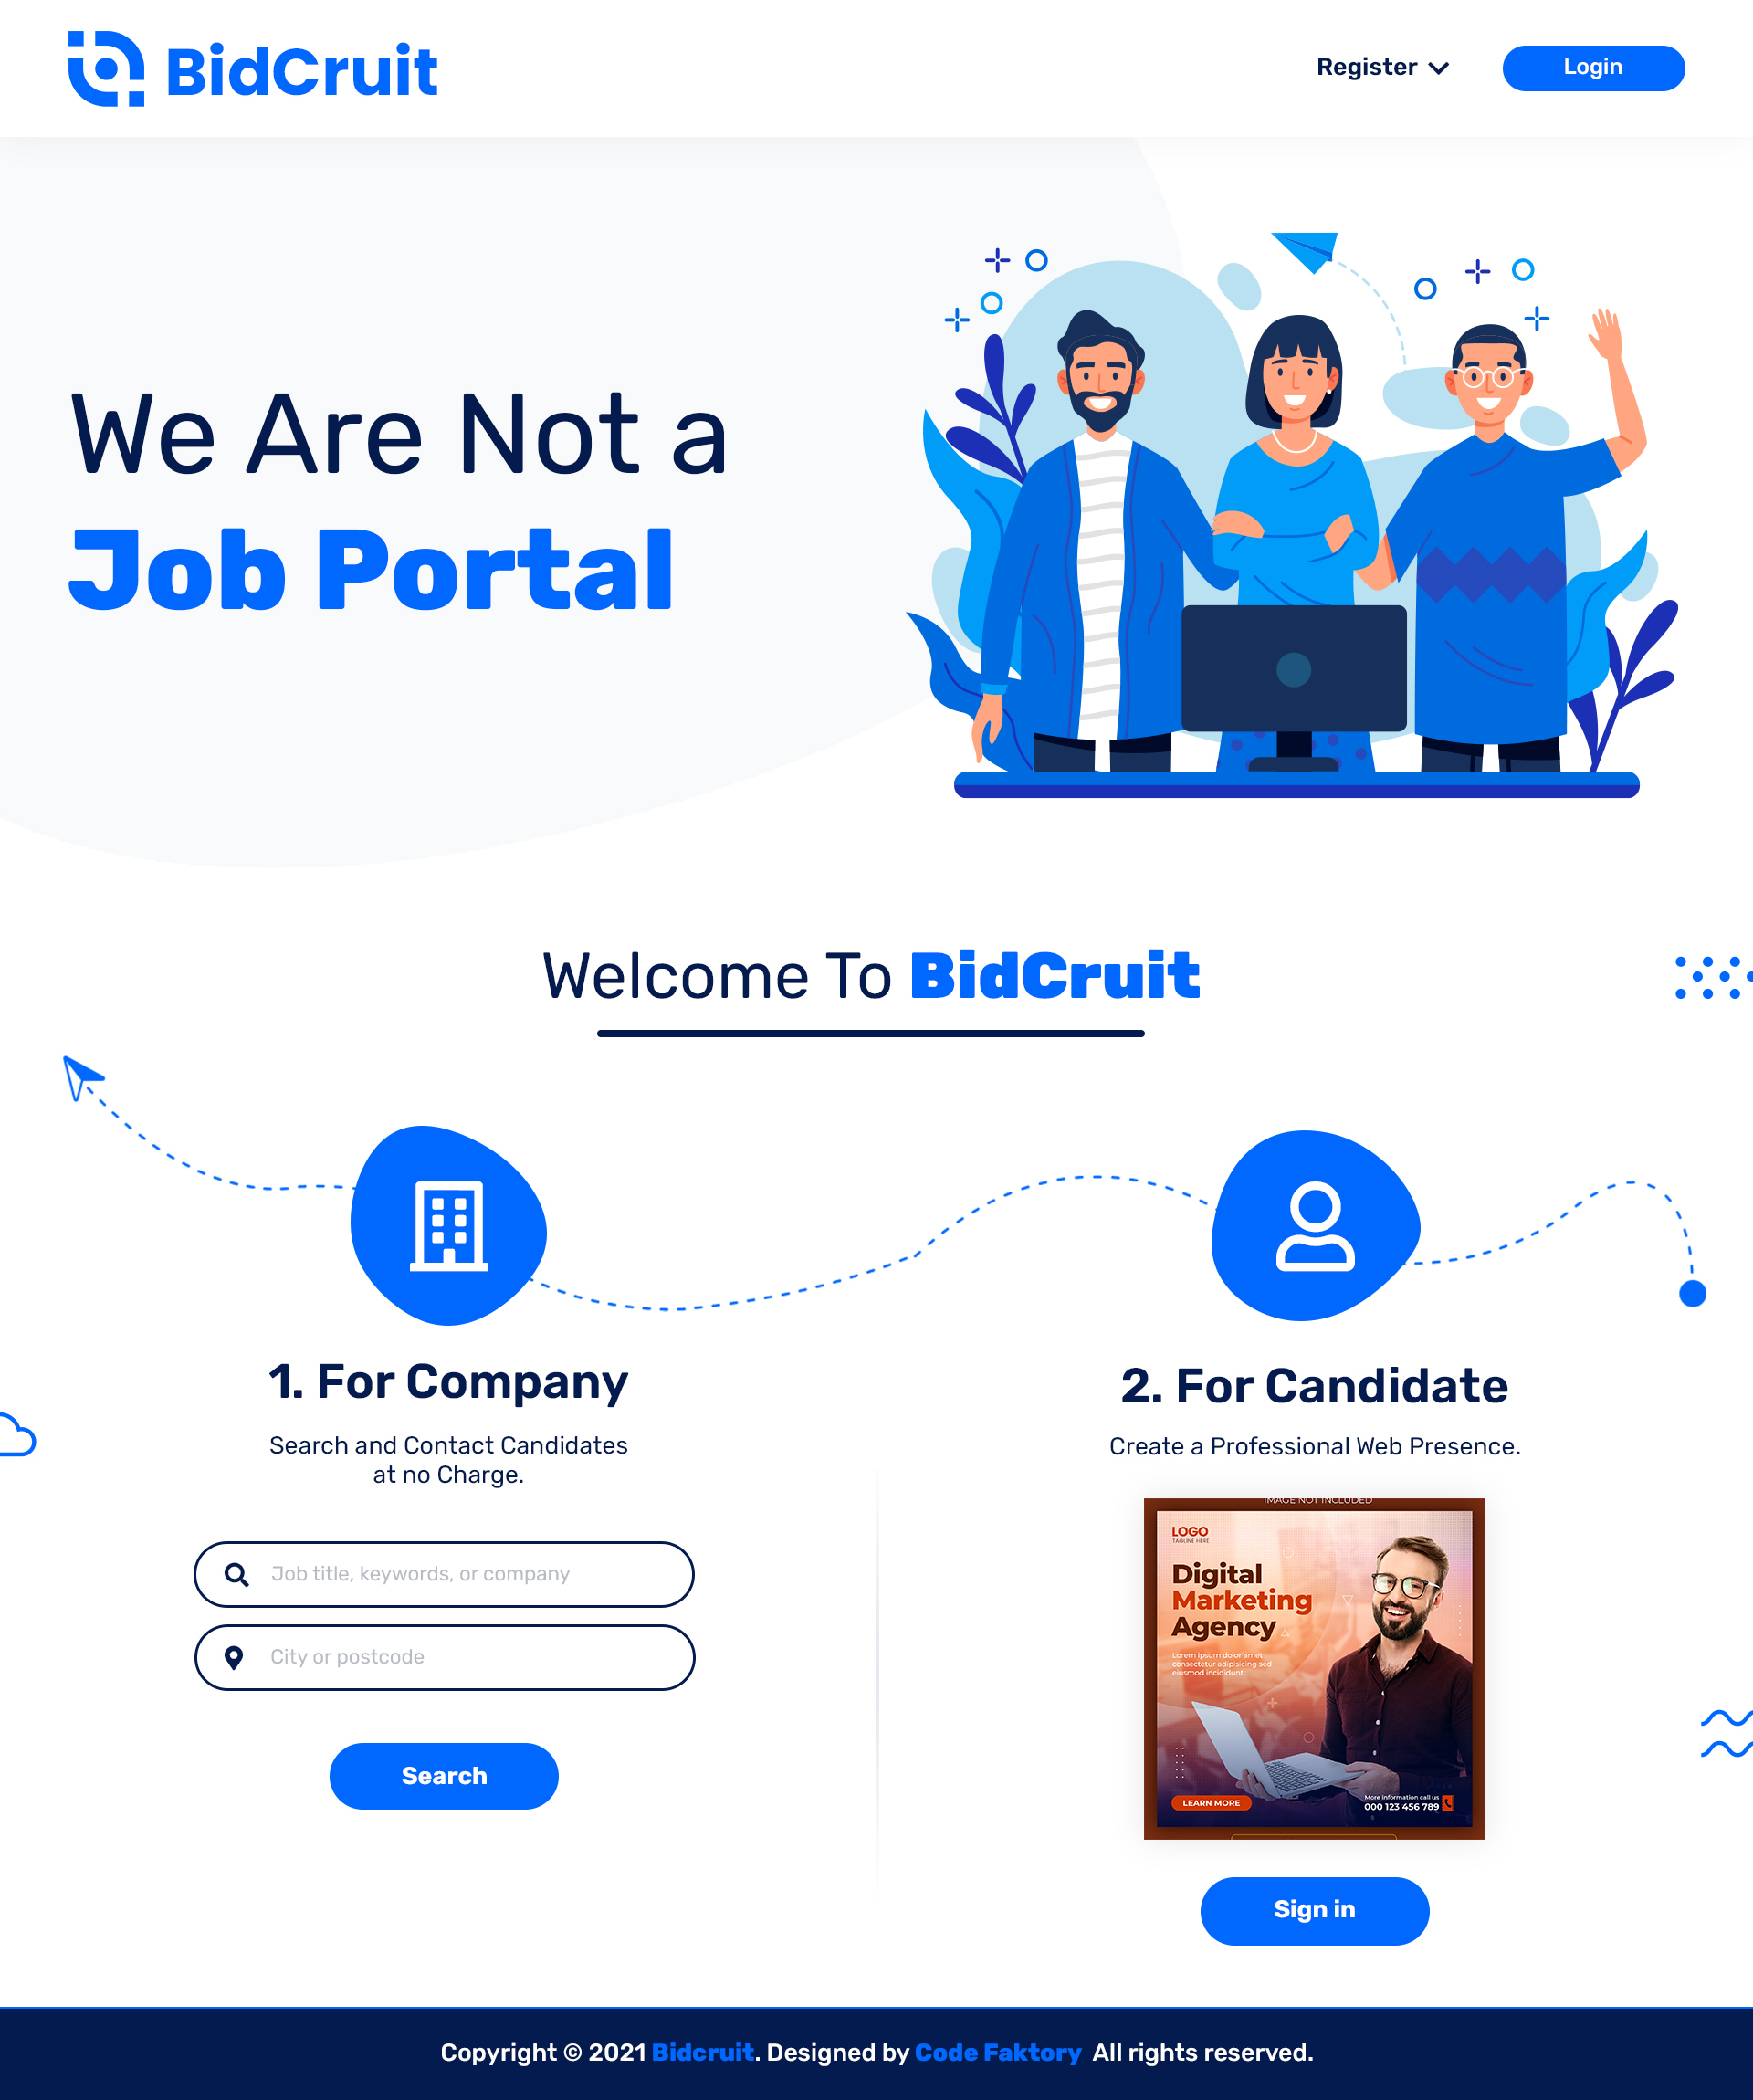 BidCruit
Register
Login
We Are Not a
Job Portal
Welcome To BidCruit
1. For Company
Search and Contact Candidates
at no Charge.
Job title, keywords, or company
City or postcode
Search
2. For Candidate
Create a Professional Web Presence.
IMAGE NOT INCLUDED
LOGO
TAGLINE HERE
Digital
Marketing
Agency
Lorem ipsum dolor amet
consectetur adipisicing sed
eiusmod incididunt.
LEARN MORE
More information call us
000 123 456 789
Sign in
Copyright © 2021 Bidcruit. Designed by Code Faktory All rights reserved.